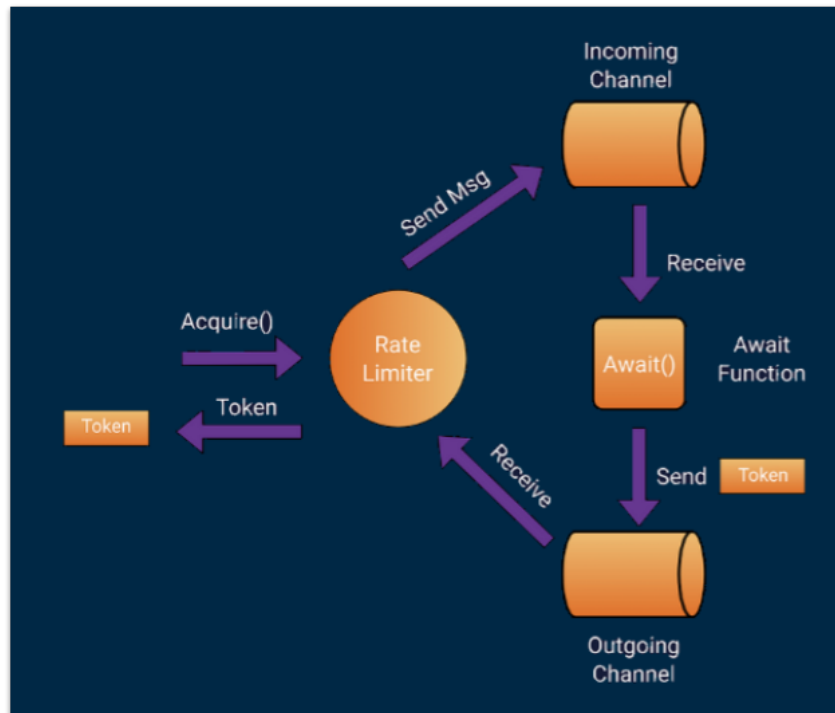 Incoming
Channel
Send Msg
Receive
Acquire()
Rate
Limiter
Await()
Await
Function
Token
Token
Receive
Send
Token
Outgoing
Channel